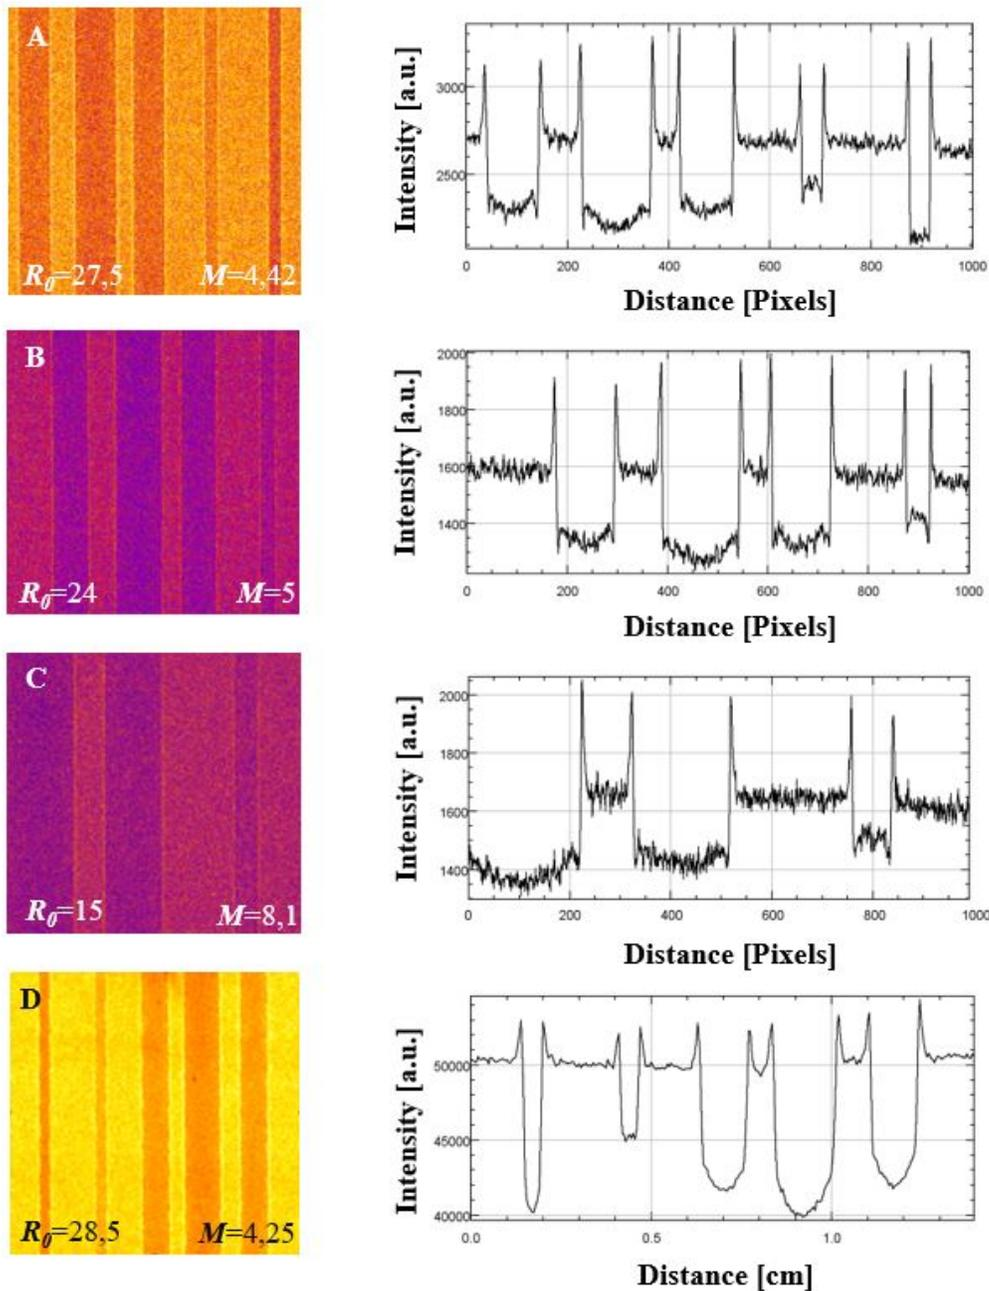 A
R0=27,5 M=4,42
Intensity [a.u.]
3000
2500
0 200 400 600 800 1000
Distance [Pixels]
B
R0=24 M=5
Intensity [a.u.]
2000
1800
1600
1400
0 200 400 600 800 1000
Distance [Pixels]
C
R0=15 M=8,1
Intensity [a.u.]
2000
1800
1600
1400
0 200 400 600 800 1000
Distance [Pixels]
D
R0=28,5 M=4,25
Intensity [a.u.]
50000
45000
40000
0.0 0.5 1.0
Distance [cm]